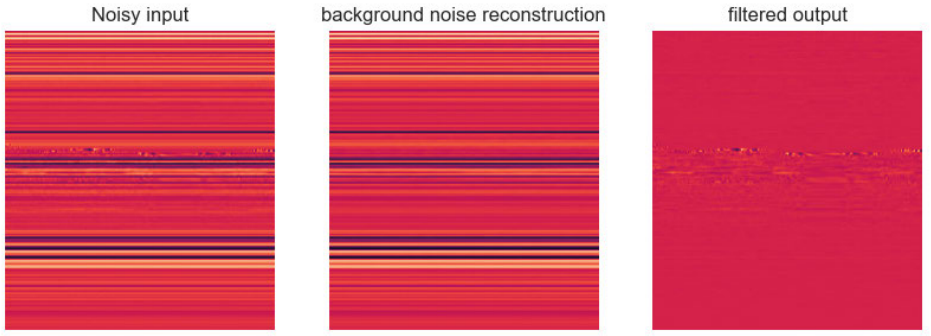 Noisy input
background noise reconstruction
filtered output